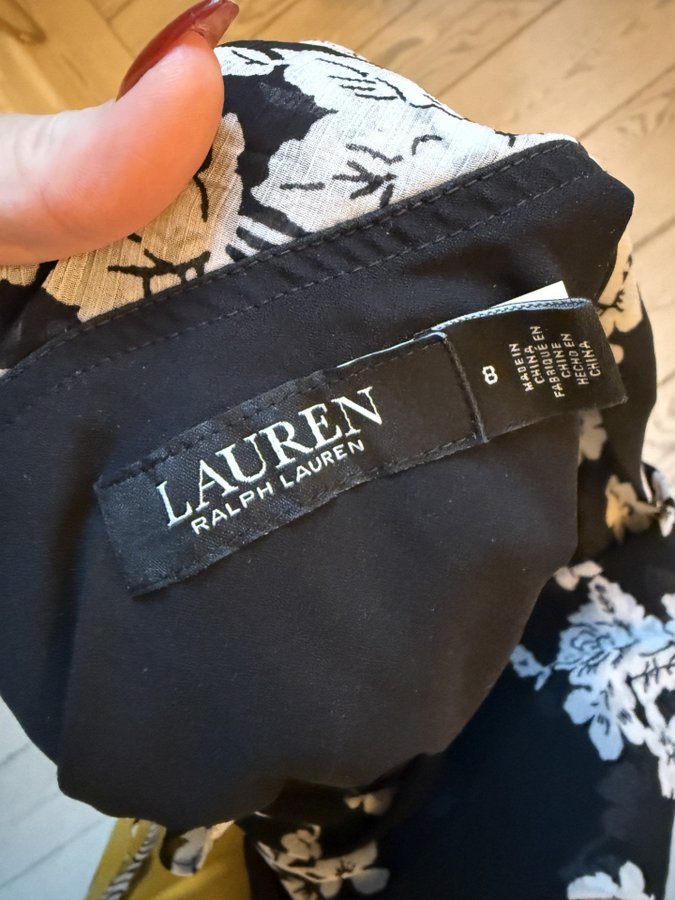 LAUREN
RALPH LAUREN
8
MADE IN
CHINA
FABRIQUÉ EN
CHINE
HECHO EN
CHINA